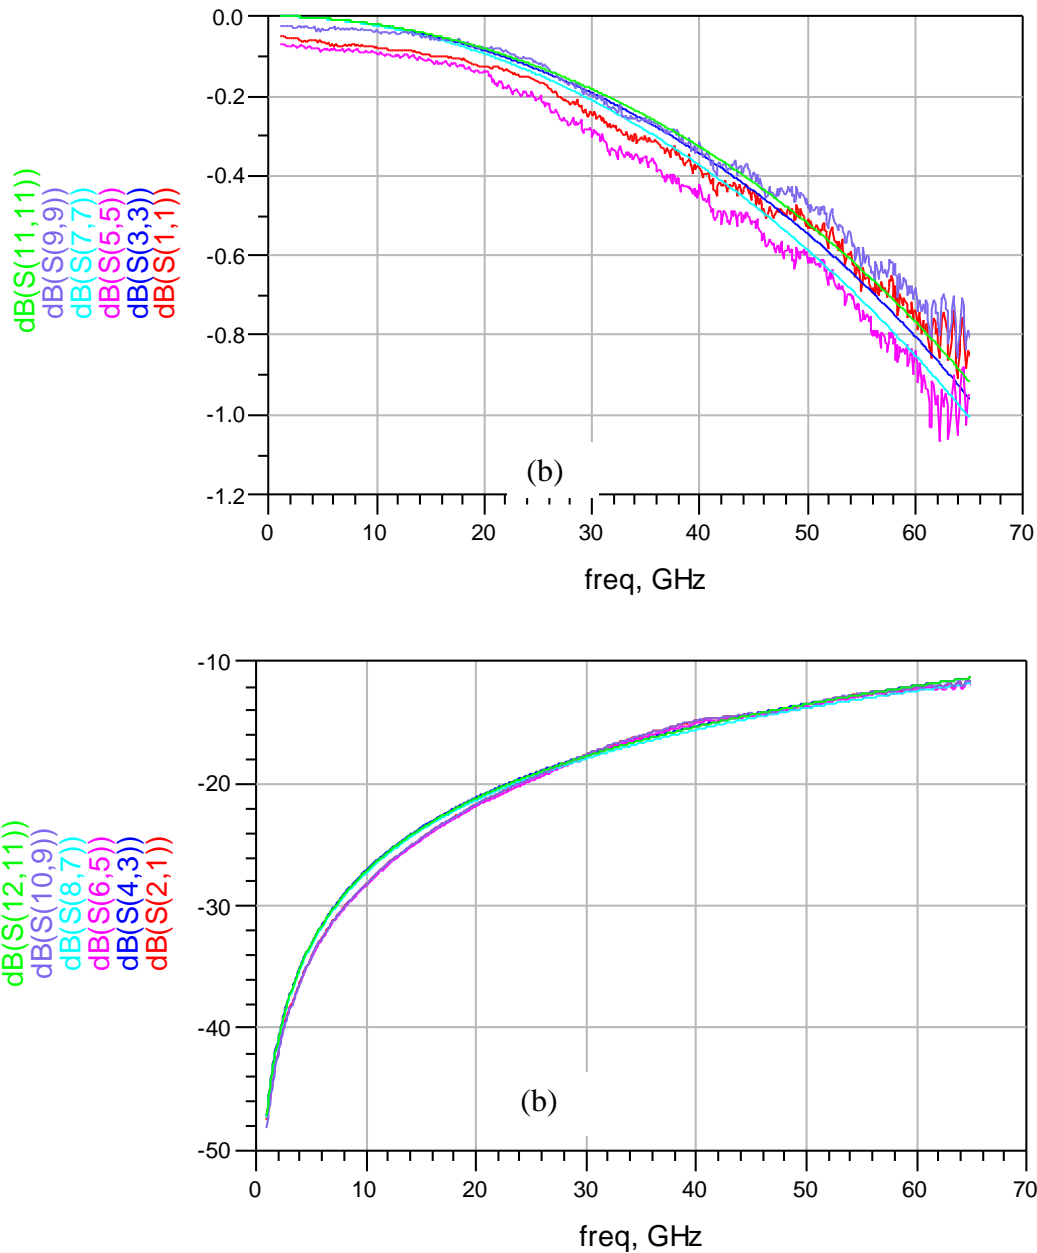 0.0
-0.2
-0.4
-0.6
-0.8
-1.0
-1.2
dB(S(11,11))
dB(S(9,9))
dB(S(7,7))
dB(S(5,5))
dB(S(3,3))
dB(S(1,1))
(b)
0 10 20 30 40 50 60 70
freq, GHz
-10
-20
-30
-40
-50
dB(S(12,11))
dB(S(10,9))
dB(S(8,7))
dB(S(6,5))
dB(S(4,3))
dB(S(2,1))
(b)
0 10 20 30 40 50 60 70
freq, GHz